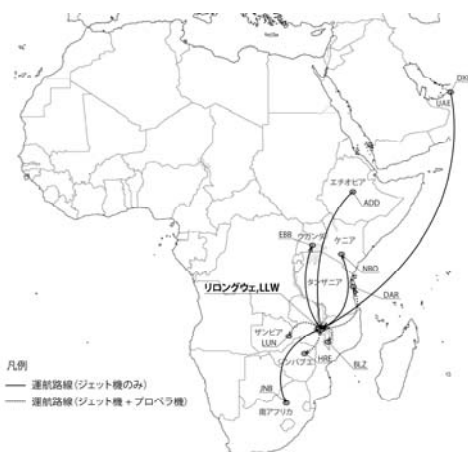 DXB
UAE
エチオピア
ADD
EBB
ウガンダ
ケニア
NBO
タンザニア
リロングウェ,LLW
DAR
ザンビア
LUN
ジンバブエ
HRE
BLZ
JNB
南アフリカ
凡例
運航路線(ジェット機のみ)
運航路線(ジェット機 + プロペラ機)